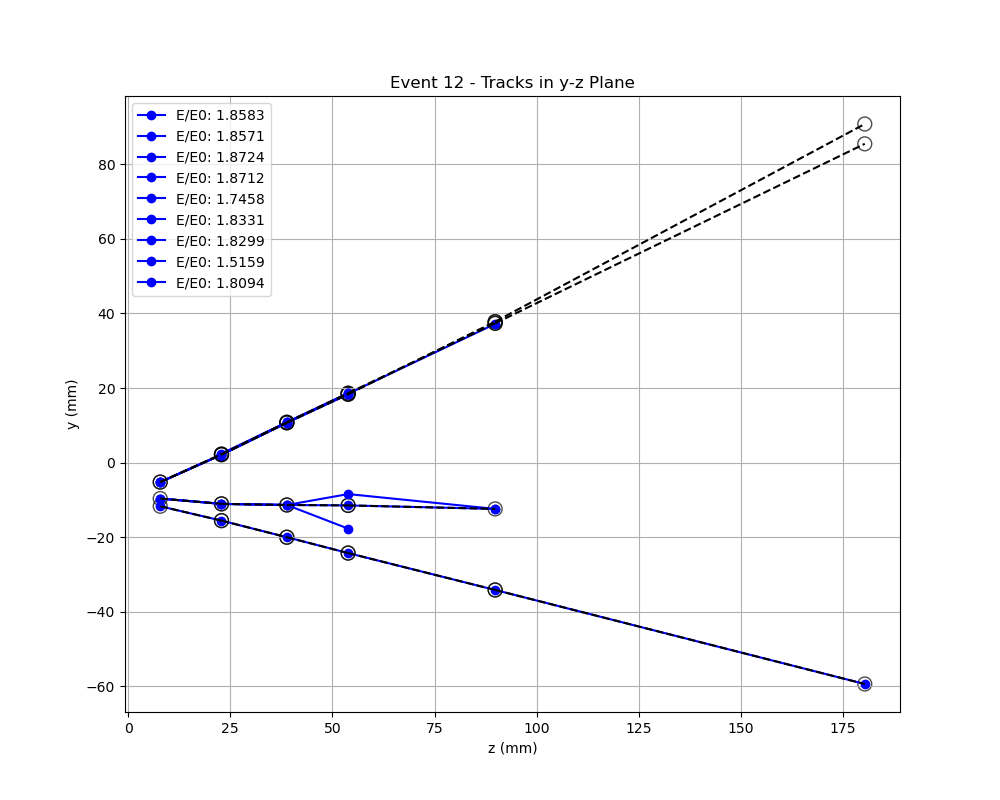 Event 12 - Tracks in y-z Plane
E/E0: 1.8583
E/E0: 1.8571
E/E0: 1.8724
E/E0: 1.8712
E/E0: 1.7458
E/E0: 1.8331
E/E0: 1.8299
E/E0: 1.5159
E/E0: 1.8094
80
60
40
20
0
−20
−40
−60
y (mm)
0 25 50 75 100 125 150 175
z (mm)